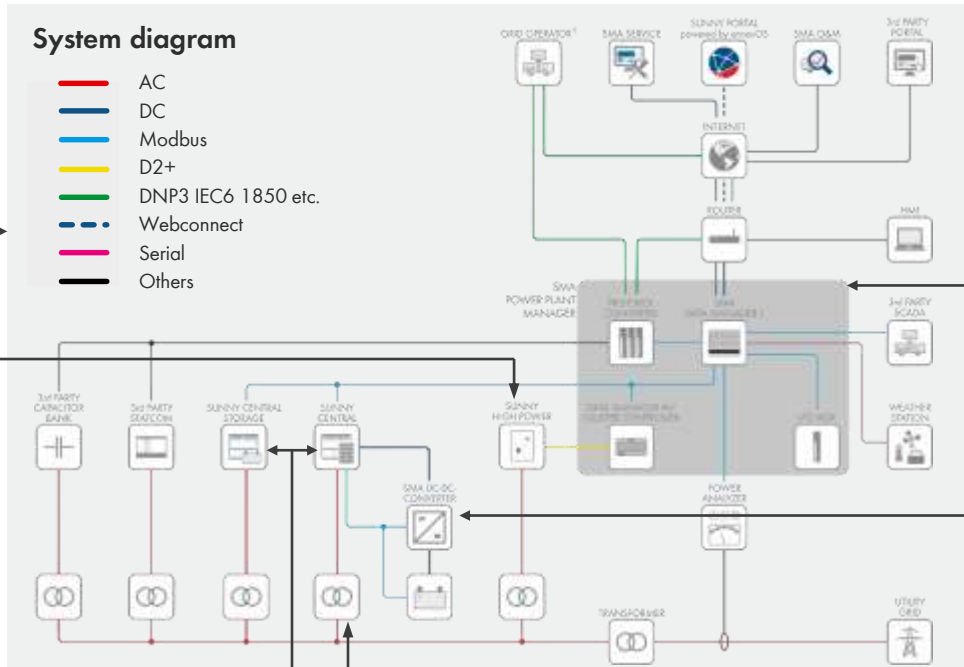 System diagram
AC
DC
Modbus
D2+
DNP3 IEC6 1850 etc.
Webconnect
Serial
Others
GRID OPERATOR
SMA SERVICE
SUNNY PORTAL
powered by ennexOS
SMA O&M
3rd PARTY
PORTAL
INTERNET
ROUTER
HMI
SMA
POWER PLANT
MANAGER
3rd PARTY
SCADA
3rd PARTY
CAPACITOR
BANK
3rd PARTY
STATCOM
SUNNY CENTRAL
STORAGE
SUNNY
CENTRAL
SUNNY
HIGH POWER
WEATHER
STATION
SMA DC-DC-
CONVERTER
POWER
ANALYZER
TRANSFORMER
UTILITY
GRID